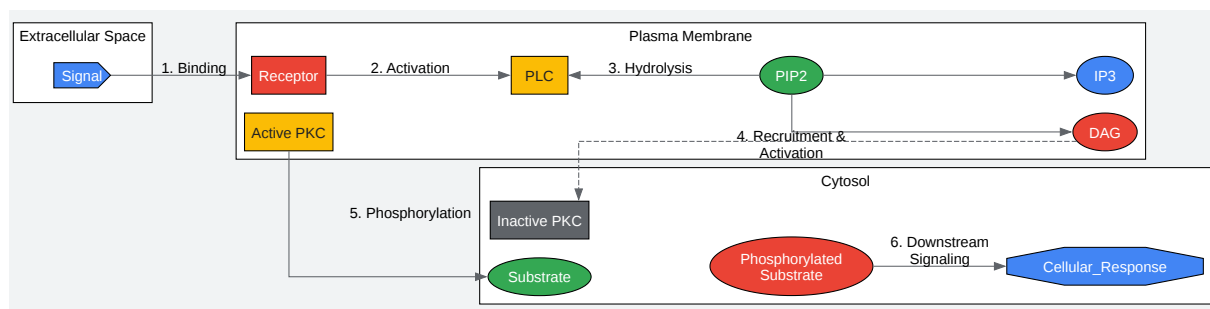 Extracellular Space
Plasma Membrane
Signal
1. Binding
Receptor
2. Activation
PLC
3. Hydrolysis
PIP2
IP3
Active PKC
DAG
4. Recruitment &
Activation
Cytosol
5. Phosphorylation
Inactive PKC
Substrate
Phosphorylated
Substrate
6. Downstream
Signaling
Cellular_Response